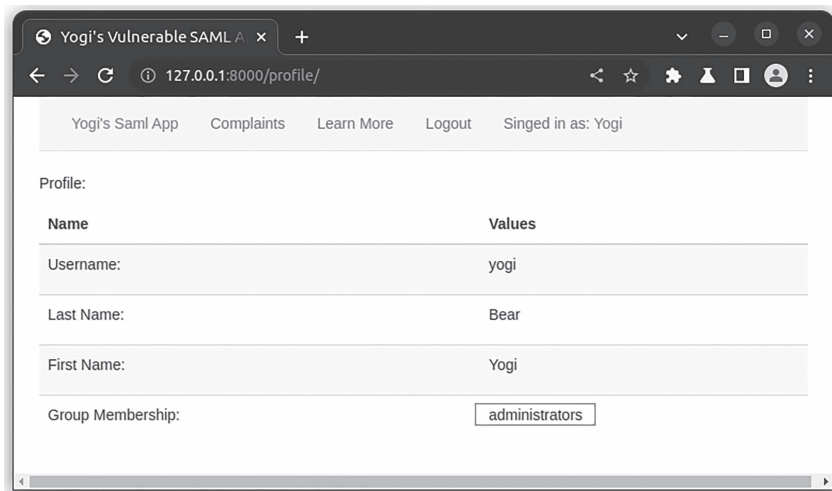 Yogi's Vulnerable SAML A
127.0.0.1:8000/profile/
Yogi's Saml App Complaints Learn More Logout Singed in as: Yogi
Profile:
Name Values
Username: yogi
Last Name: Bear
First Name: Yogi
Group Membership: administrators